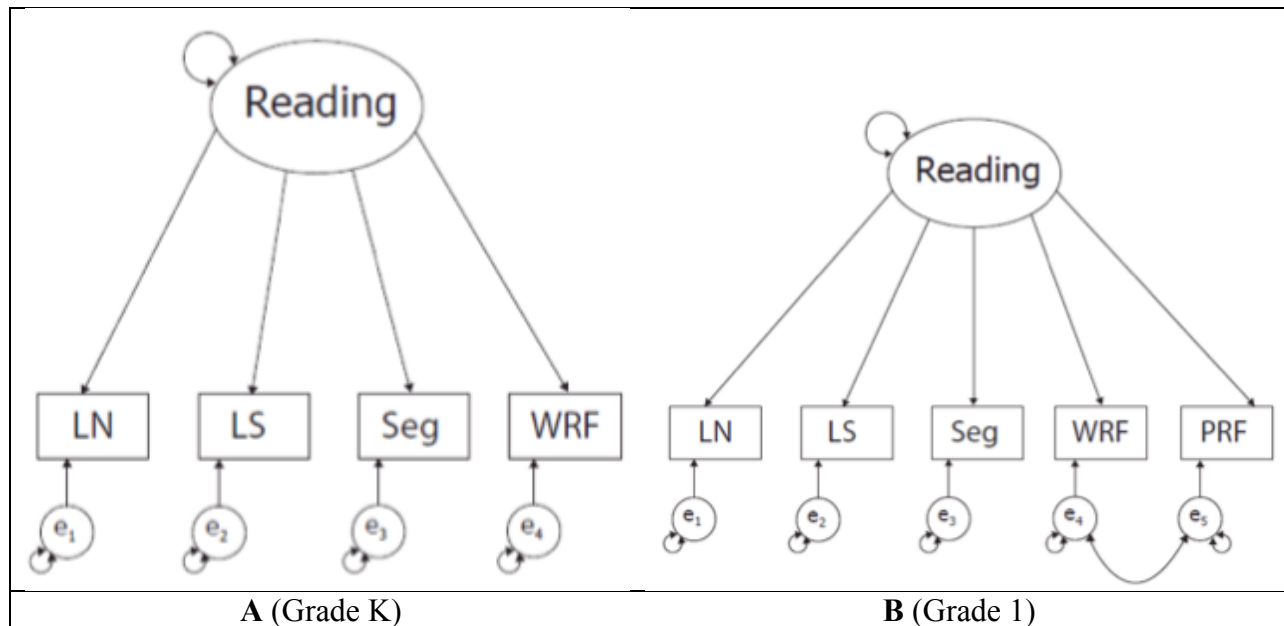 Reading
LN LS Seg WRF
e₁ e₂ e₃ e₄
A (Grade K)
Reading
LN LS Seg WRF PRF
e₁ e₂ e₃ e₄ e₅
B (Grade 1)